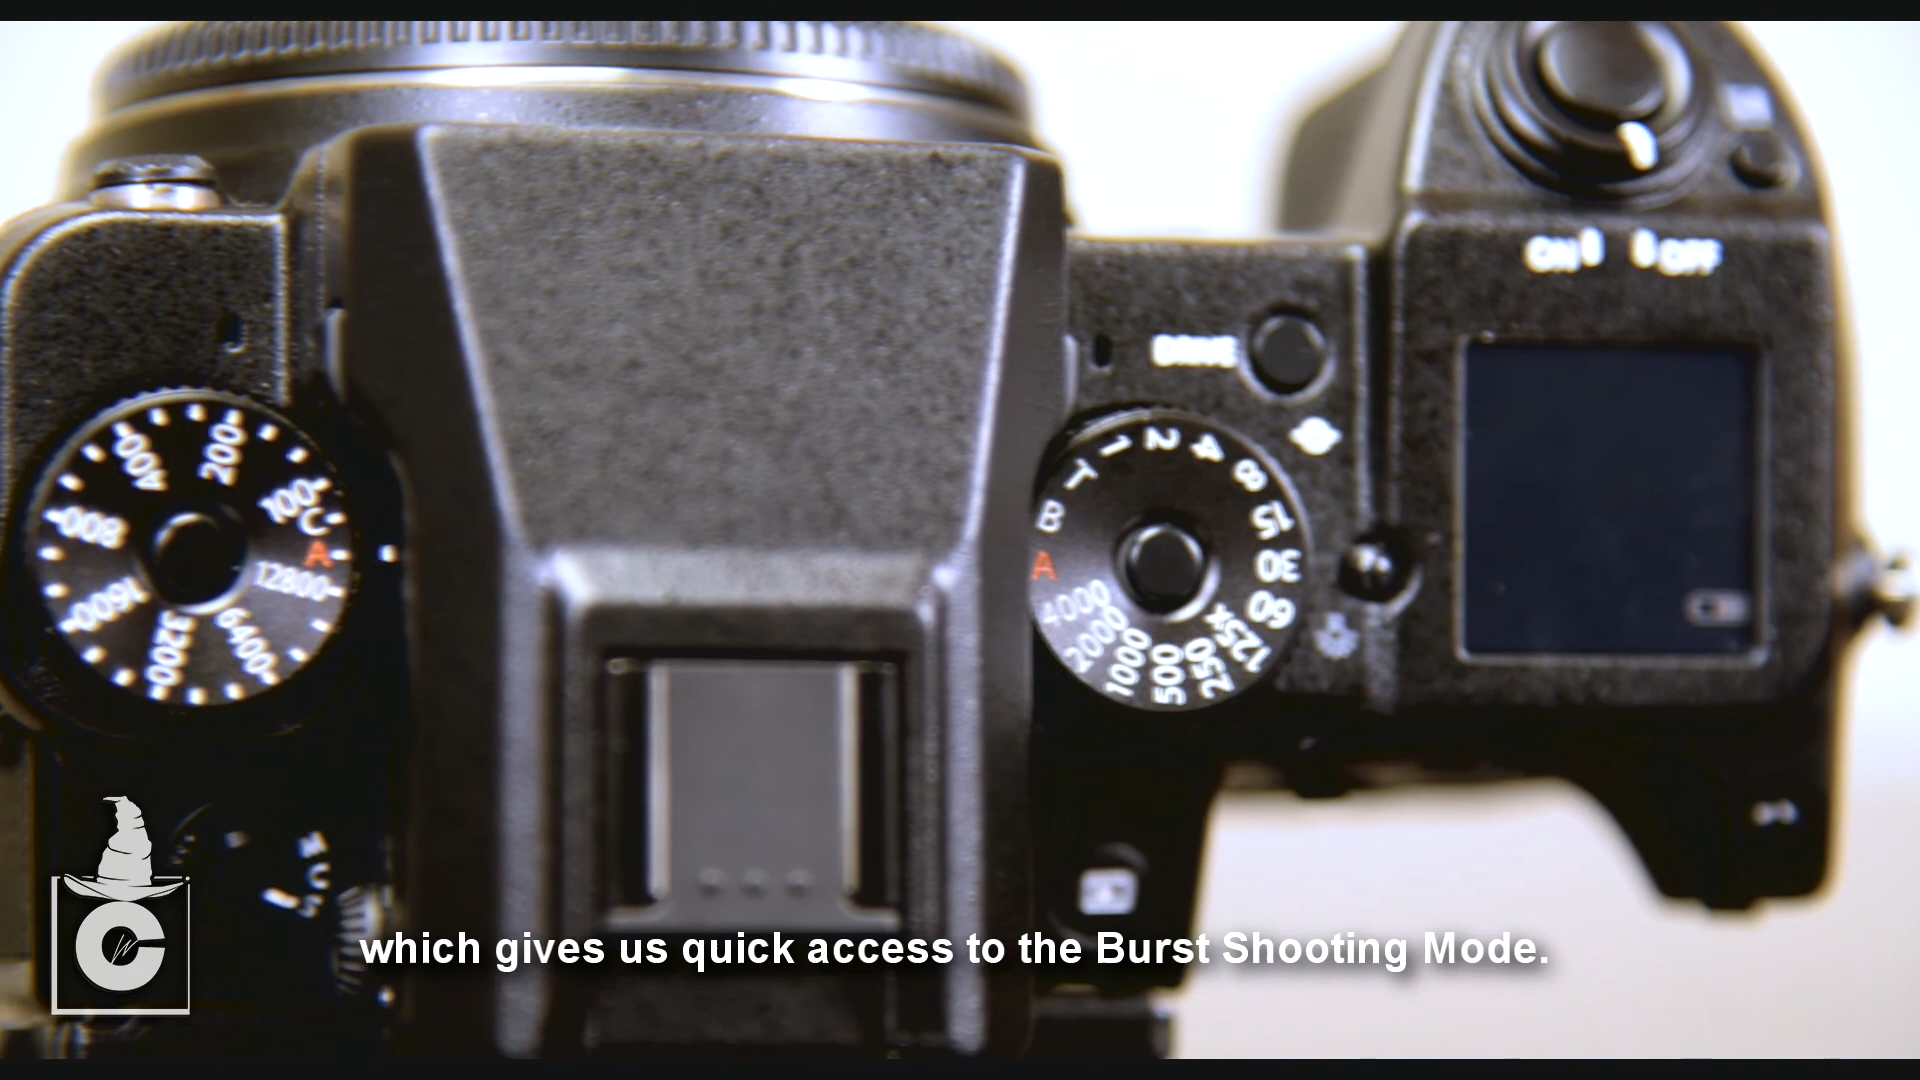 ON OFF
DRIVE
200
400
100
C
800
A
12800
1600
6400
3200
1
2
4
8
T
15
B
30
A
60
4000
125X
2000
250
1000
500
C
which gives us quick access to the Burst Shooting Mode.